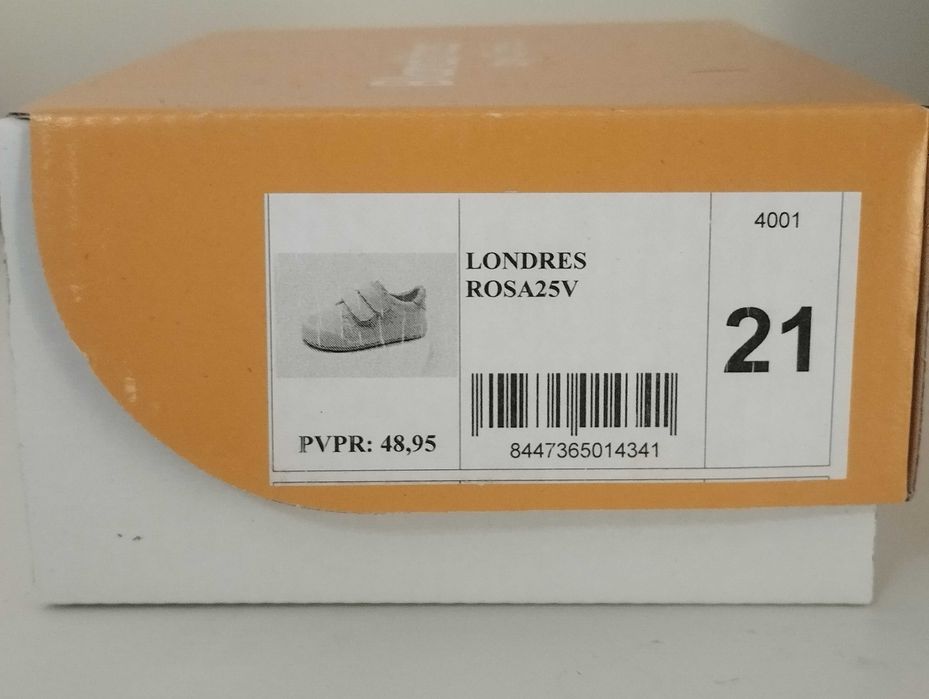 LONDRES
ROSA25V
PVPR: 48,95
8447365014341
4001
21